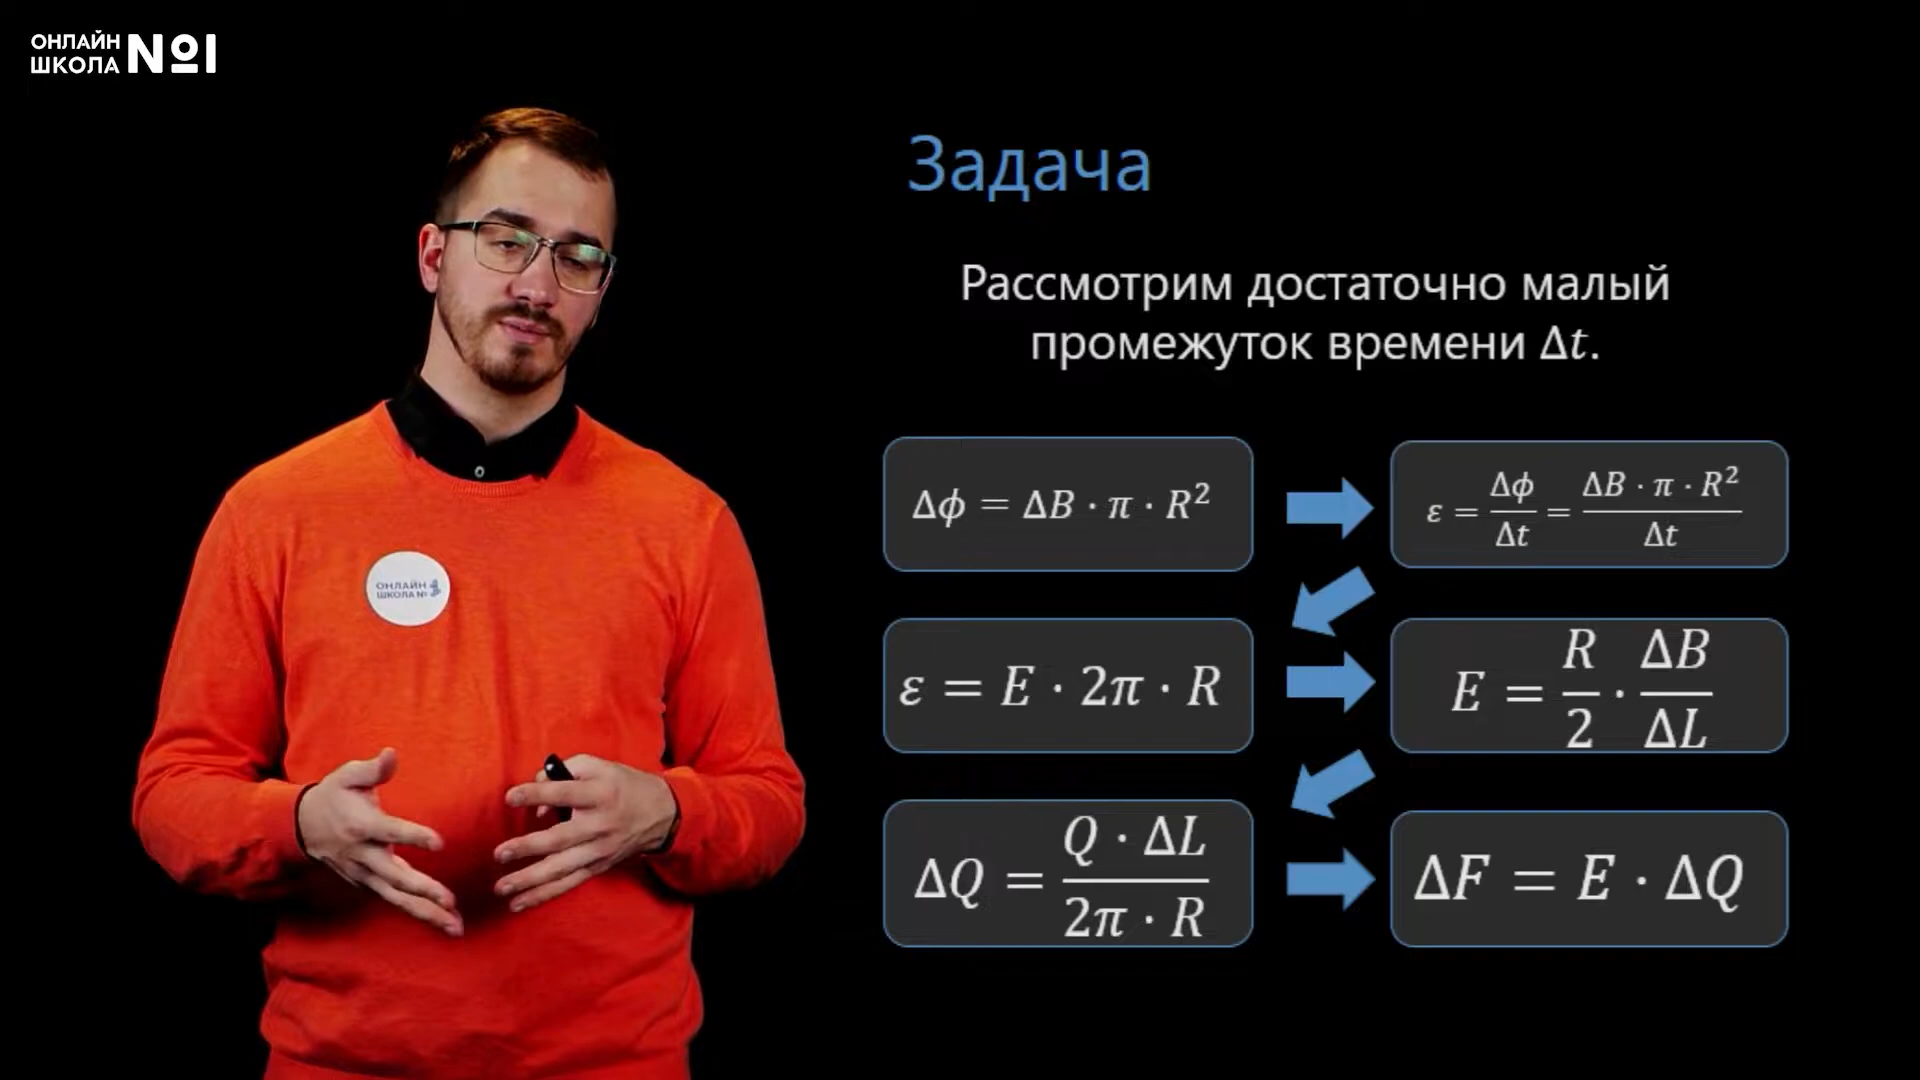 ОНЛАЙН
ШКОЛА №1
Задача
Рассмотрим достаточно малый
промежуток времени Δt.
Δϕ = ΔB · π · R²
ε = Δϕ/Δt = ΔB · π · R²/Δt
ε = E · 2π · R
E = R/2 · ΔB/ΔL
ΔQ = Q · ΔL/2π · R
ΔF = E · ΔQ
ОНЛАЙН
ШКОЛА №1